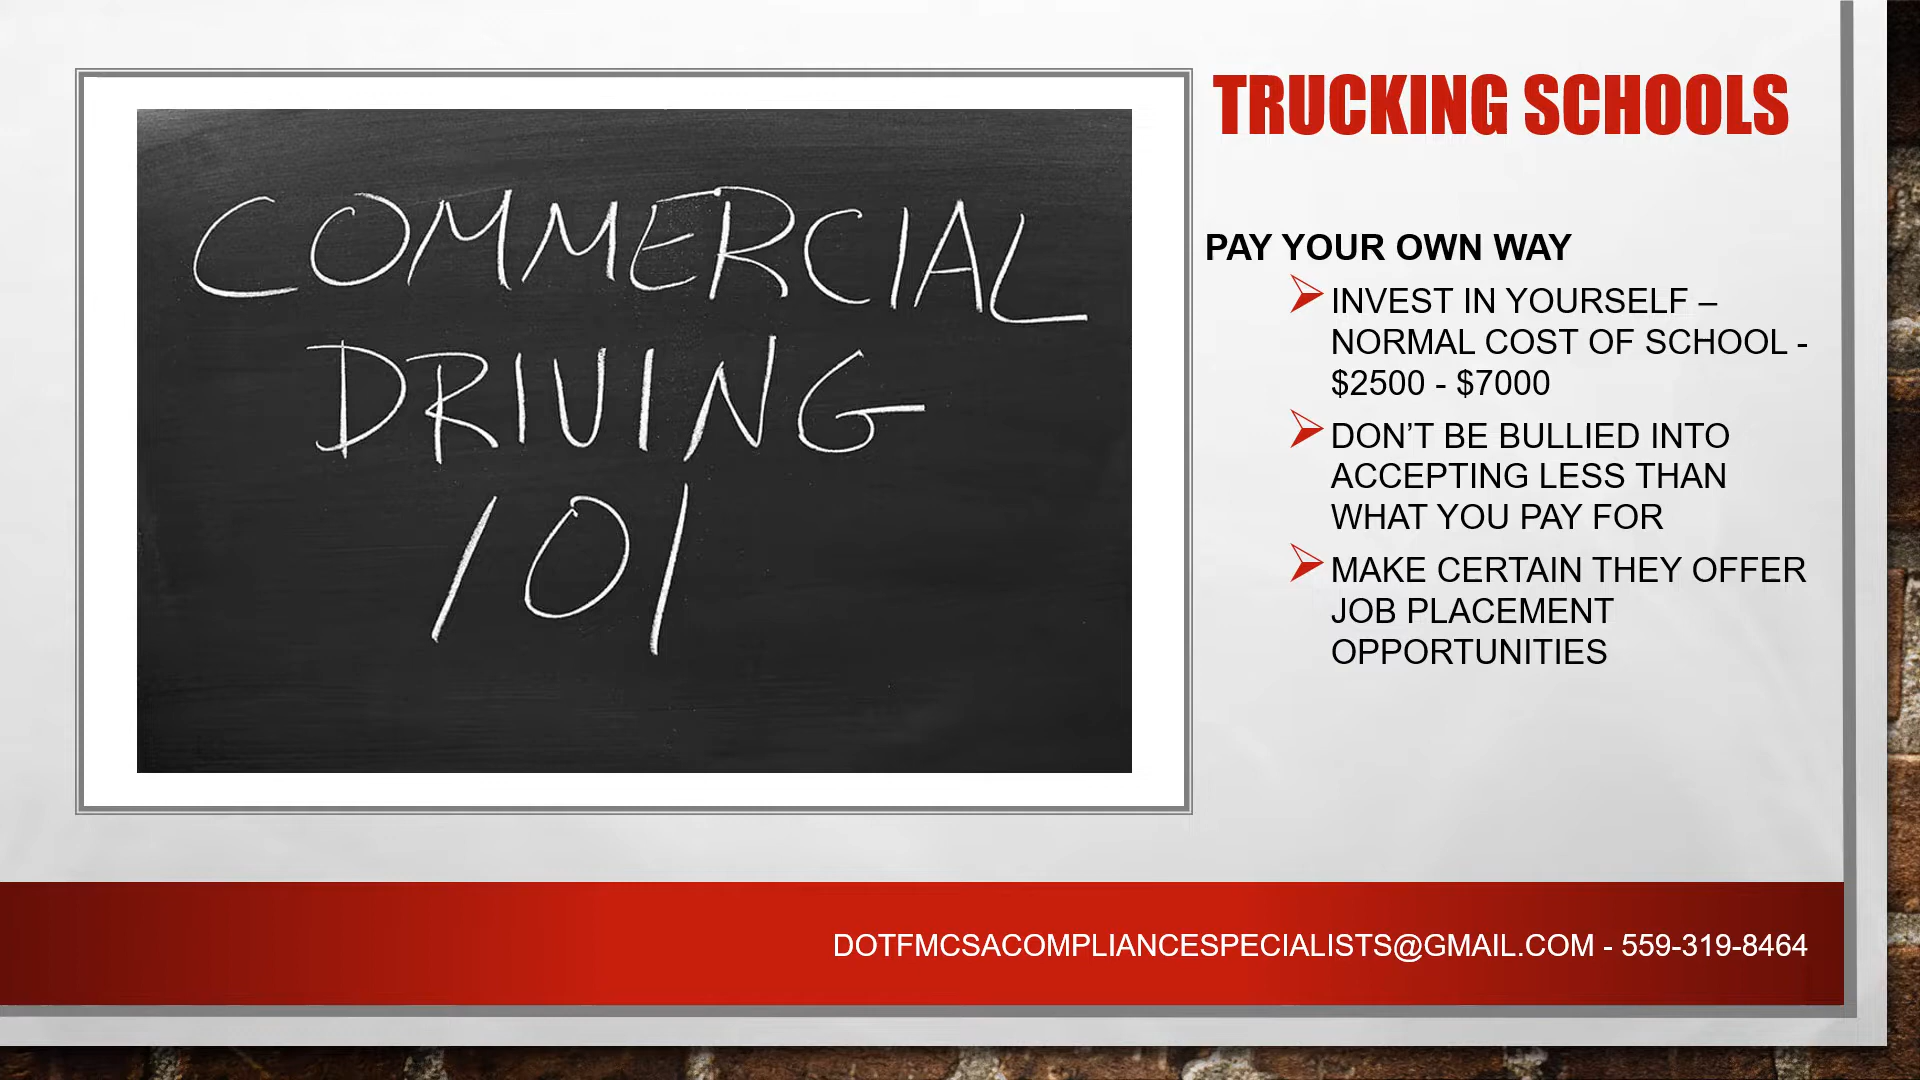 TRUCKING SCHOOLS
COMMERCIAL
DRIVING
101
PAY YOUR OWN WAY
INVEST IN YOURSELF –
NORMAL COST OF SCHOOL -
$2500 - $7000
DON’T BE BULLIED INTO
ACCEPTING LESS THAN
WHAT YOU PAY FOR
MAKE CERTAIN THEY OFFER
JOB PLACEMENT
OPPORTUNITIES
DOTFMCSACOMPLIANCESPECIALISTS@GMAIL.COM - 559-319-8464